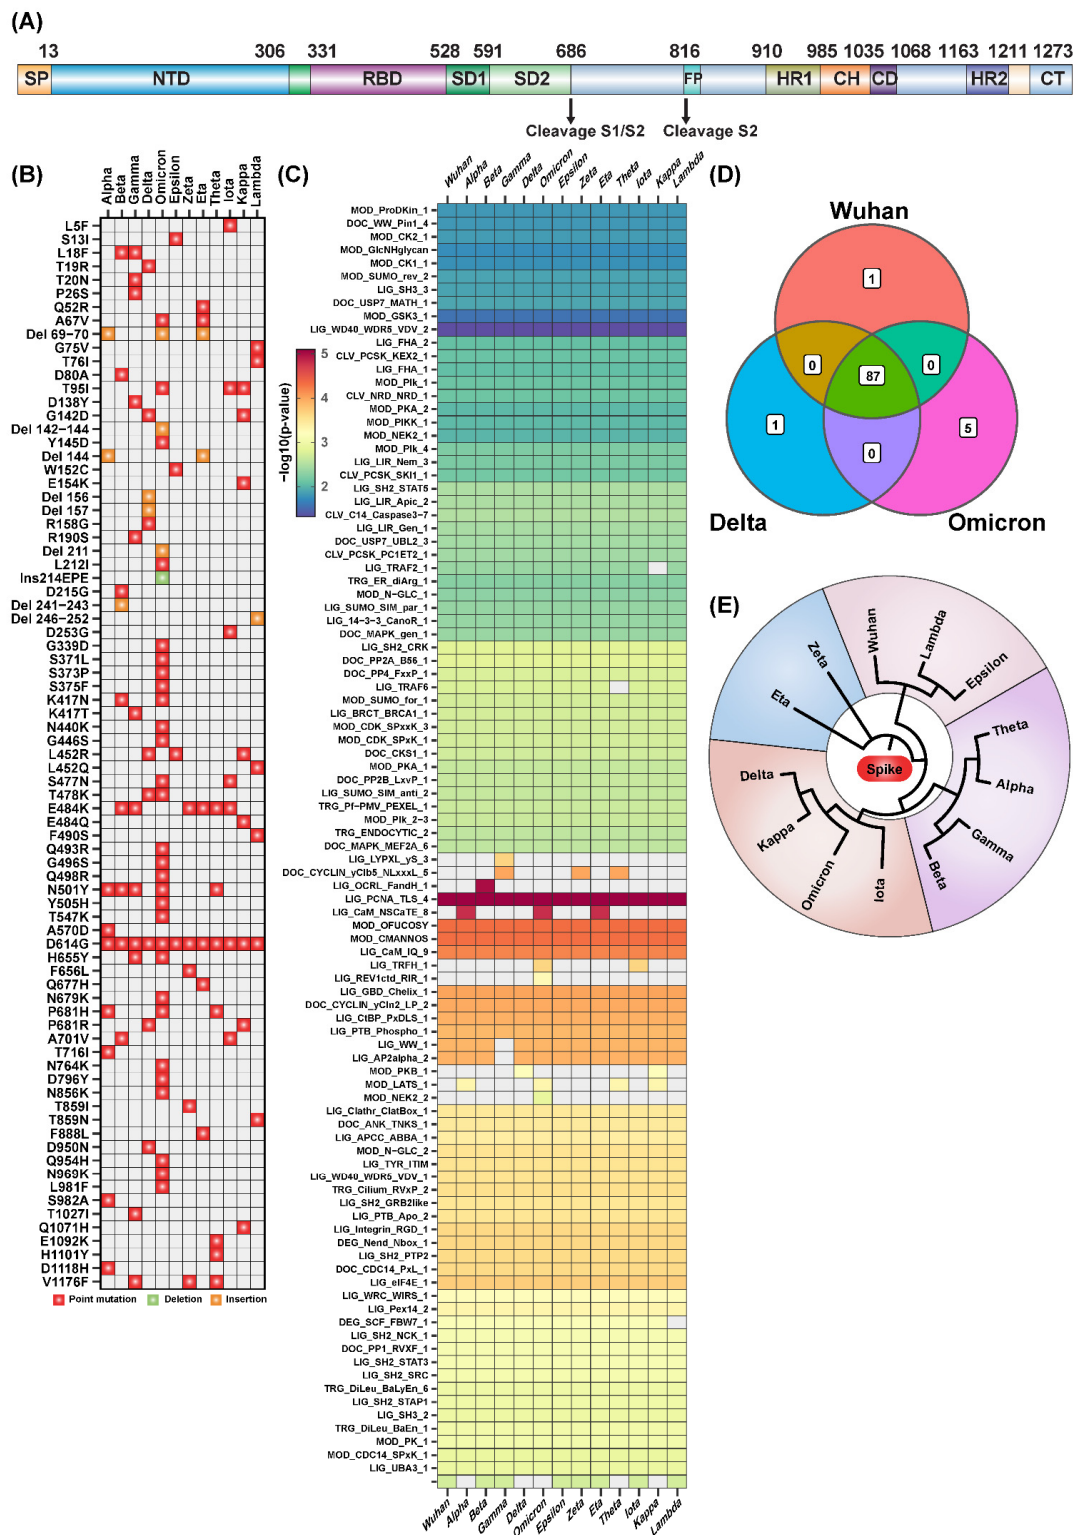 (A)
13 306 331 528 591 686 816 910 985 1035 1068 1163 1211 1273
SP NTD RBD SD1 SD2 FP HR1 CH CD HR2 CT
Cleavage S1/S2 Cleavage S2
(B)
Alpha Beta Gamma Delta Omicron Epsilon Zeta Eta Theta Iota Kappa Lambda
L5F
S13I
L18F
T19R
T20N
P26S
Q52R
A67V
Del 69-70
G75V
T76I
D80A
T95I
D138Y
G142D
Del 142-144
Y145D
Del 144
W152C
E154K
Del 156
Del 157
R158G
R190S
Del 211
L212I
Ins214EPE
D215G
Del 241-243
Del 246-252
D253G
G339D
S371L
S373P
S375F
K417N
K417T
N440K
G446S
L452R
L452Q
S477N
T478K
E484K
E484Q
F490S
Q493R
G496S
Q498R
N501Y
Y505H
T547K
A570D
D614G
H655Y
F656L
Q677H
N679K
P681H
P681R
A701V
T716I
N764K
D796Y
N856K
T859I
T859N
F888L
D950N
Q954H
N969K
L981F
S982A
T1027I
Q1071H
E1092K
H1101Y
D1118H
V1176F
Point mutation Deletion Insertion
(C)
Wuhan Alpha Beta Gamma Delta Omicron Epsilon Zeta Eta Theta Iota Kappa Lambda
−log10(p-value)
5
4
3
2
MOD_ProDKin_1
DOC_WW_Pin1_4
MOD_CK2_1
MOD_GlcNHglycan
MOD_CK1_1
MOD_SUMO_rev_2
LIG_SH3_3
DOC_USP7_MATH_1
MOD_GSK3_1
LIG_WD40_WDR5_VDV_2
LIG_FHA_2
CLV_PCSK_KEX2_1
LIG_FHA_1
MOD_Plk_1
CLV_NRD_NRD_1
MOD_PKA_2
MOD_PIKK_1
MOD_NEK2_1
MOD_Plk_4
LIG_LIR_Nem_3
CLV_PCSK_SKI1_1
LIG_SH2_STAT5
LIG_LIR_Apic_2
CLV_C14_Caspase3-7
LIG_LIR_Gen_1
DOC_USP7_UBL2_3
CLV_PCSK_PC1ET2_1
LIG_TRAF2_1
TRG_ER_diArg_1
MOD_N-GLC_1
LIG_SUMO_SIM_par_1
LIG_14-3-3_CanoR_1
DOC_MAPK_gen_1
LIG_SH2_CRK
DOC_PP2A_B56_1
DOC_PP4_FxxP_1
LIG_TRAF6
MOD_SUMO_for_1
LIG_BRCT_BRCA1_1
MOD_CDK_SPxxK_3
MOD_CDK_SPxK_1
DOC_CKS1_1
MOD_PKA_1
DOC_PP2B_LxvP_1
LIG_SUMO_SIM_anti_2
TRG_Pf-PMV_PEXEL_1
MOD_Plk_2-3
TRG_ENDOCYTIC_2
DOC_MAPK_MEF2A_6
LIG_LYPXL_yS_3
DOC_CYCLIN_yClb5_NLxxxL_5
LIG_OCRL_FandH_1
LIG_PCNA_TLS_4
LIG_CaM_NSCaTE_8
MOD_OFUCOSY
MOD_CMANNOS
LIG_CaM_IQ_9
LIG_TRFH_1
LIG_REV1ctd_RIR_1
LIG_GBD_Chelix_1
DOC_CYCLIN_yCln2_LP_2
LIG_CtBP_PxDLS_1
LIG_PTB_Phospho_1
LIG_WW_1
LIG_AP2alpha_2
MOD_PKB_1
MOD_LATS_1
MOD_NEK2_2
LIG_Clathr_ClatBox_1
DOC_ANK_TNKS_1
LIG_APCC_ABBA_1
MOD_N-GLC_2
LIG_TYR_ITIM
LIG_WD40_WDR5_VDV_1
TRG_Cilium_RVxP_2
LIG_SH2_GRB2like
LIG_PTB_Apo_2
LIG_Integrin_RGD_1
DEG_Nend_Nbox_1
LIG_SH2_PTP2
DOC_CDC14_PxL_1
LIG_eIF4E_1
LIG_WRC_WIRS_1
LIG_Pex14_2
DEG_SCF_FBW7_1
LIG_SH2_NCK_1
DOC_PP1_RVXF_1
LIG_SH2_STAT3
LIG_SH2_SRC
TRG_DiLeu_BaLyEn_6
LIG_SH2_STAP1
LIG_SH3_2
TRG_DiLeu_BaEn_1
MOD_PK_1
MOD_CDC14_SPxK_1
LIG_UBA3_1
Wuhan Alpha Beta Gamma Delta Omicron Epsilon Zeta Eta Theta Iota Kappa Lambda
(D)
Wuhan
1
0 87 0
1 0 5
Delta Omicron
(E)
Wuhan
Lambda
Epsilon
Zeta
Eta
Theta
Alpha
Gamma
Beta
Iota
Omicron
Kappa
Delta
Spike